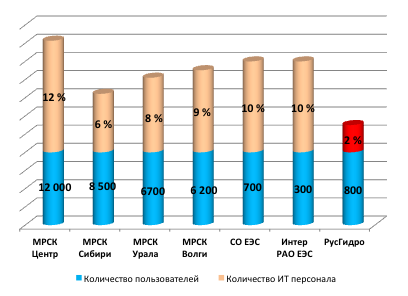 12 %
6 %
8 %
9 %
10 %
10 %
2 %
12 000
8 500
6700
6 200
700
300
800
МРСК Центр
МРСК Сибири
МРСК Урала
МРСК Волги
СО ЕЭС
Интер РАО ЕЭС
РусГидро
Количество пользователей
Количество ИТ персонала